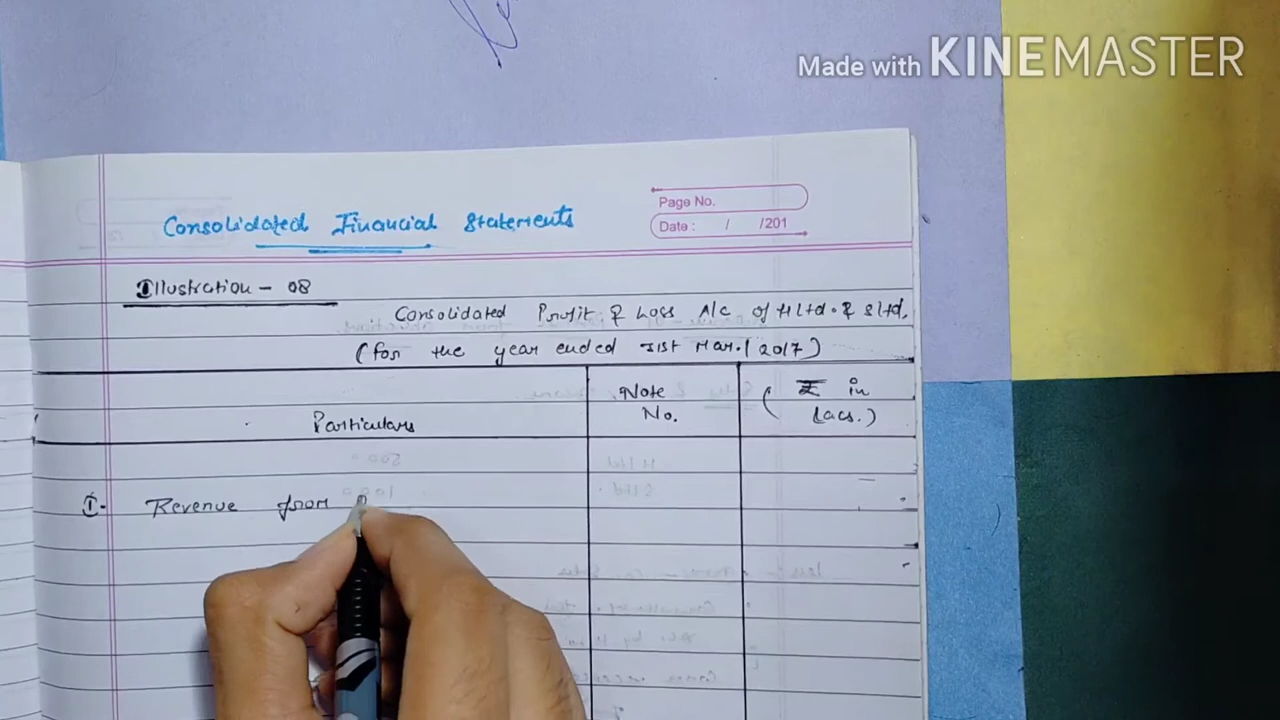 Made with KINEMASTER
Page No.
Date : / /201
Consolidated Financial Statements
Illustration - 08
Consolidated Profit & Loss A/c of H Ltd. & S Ltd.
(for the year ended 31st Mar. 2017)
Particulars
Note No.
(₹ in lacs.)
I. Revenue from